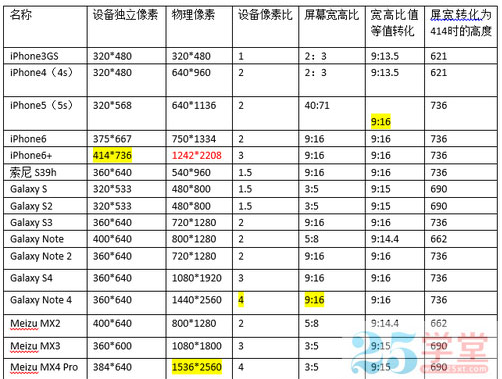 名称 设备独立像素 物理像素 设备像素比 屏幕宽高比 宽高比值等值转化 屏宽转化为414时的高度
iPhone3GS 320*480 320*480 1 2：3 9:13.5 621
iPhone4（4s） 320*480 640*960 2 2：3 9:13.5 621
iPhone5（5s） 320*568 640*1136 2 40:71 9:16 736
iPhone6 375*667 750*1334 2 9:16 9:16 736
iPhone6+ 414*736 1242*2208 3 9:16 9:16 736
索尼 S39h 360*640 540*960 1.5 9:16 9:16 736
Galaxy S 320*533 480*800 1.5 3:5 9:15 690
Galaxy S2 320*533 480*800 1.5 3:5 9:15 690
Galaxy S3 360*640 720*1280 2 9:16 9:16 736
Galaxy Note 400*640 800*1280 2 5:8 9:14.4 662
Galaxy Note 2 360*640 720*1280 2 9:16 9:16 736
Galaxy S4 360*640 1080*1920 3 9:16 9:16 736
Galaxy Note 4 360*640 1440*2560 4 9:16 9:16 736
Meizu MX2 400*640 800*1280 2 5:8 9:14.4 662
Meizu MX3 360*600 1080*1800 3 3:5 9:15 690
Meizu MX4 Pro 384*640 1536*2560 4 3:5 9:15 690
25学堂